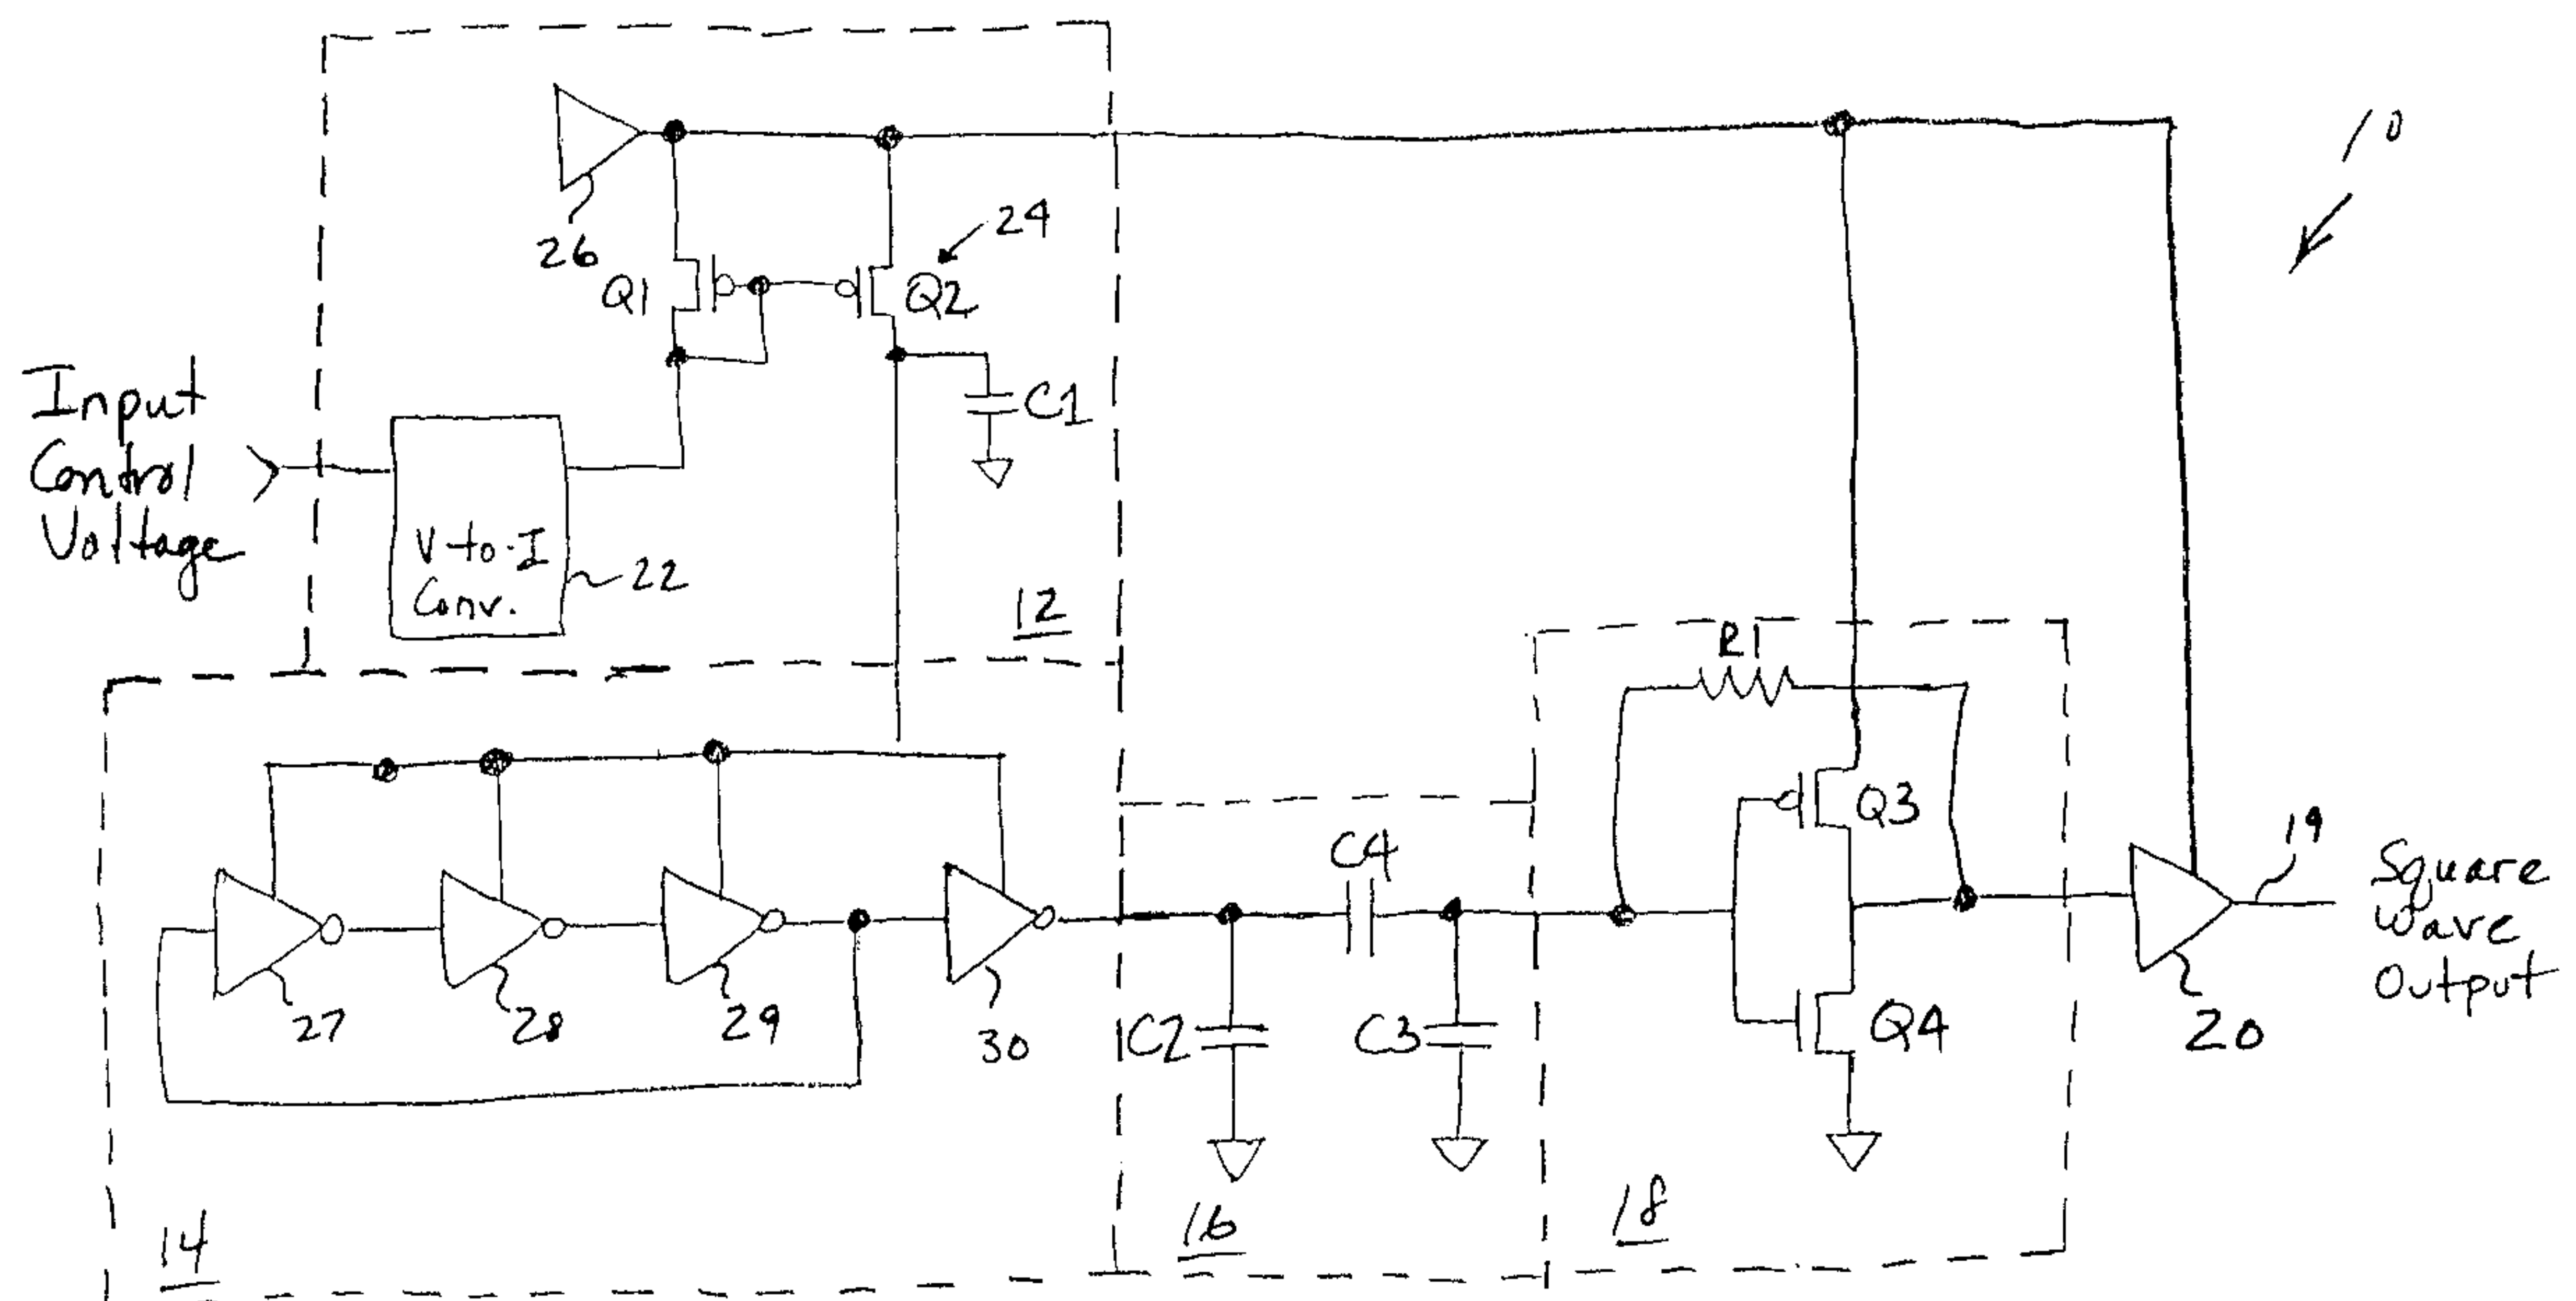 10
26
24
Q1
Q2
C1
Input
Control
Voltage
V-to-I
Conv.
22
12
R1
Q3
C4
19
Square
Wave
Output
27
28
29
30
C2
C3
Q4
20
14
16
18